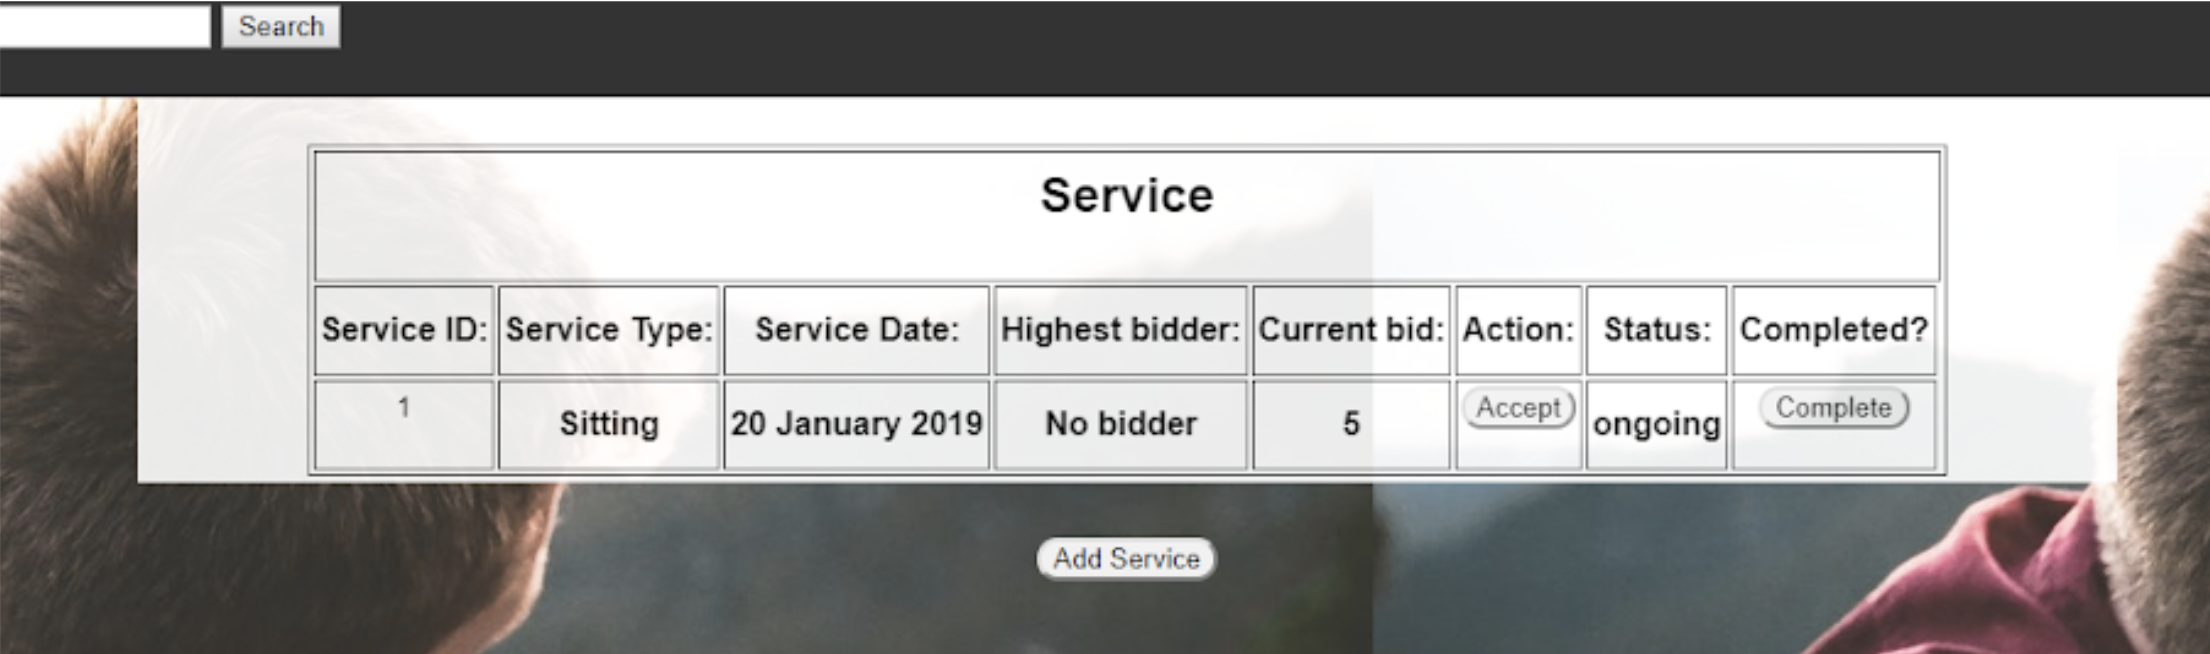 Search
Service
Service ID: Service Type: Service Date: Highest bidder: Current bid: Action: Status: Completed?
1 Sitting 20 January 2019 No bidder 5 Accept ongoing Complete
Add Service